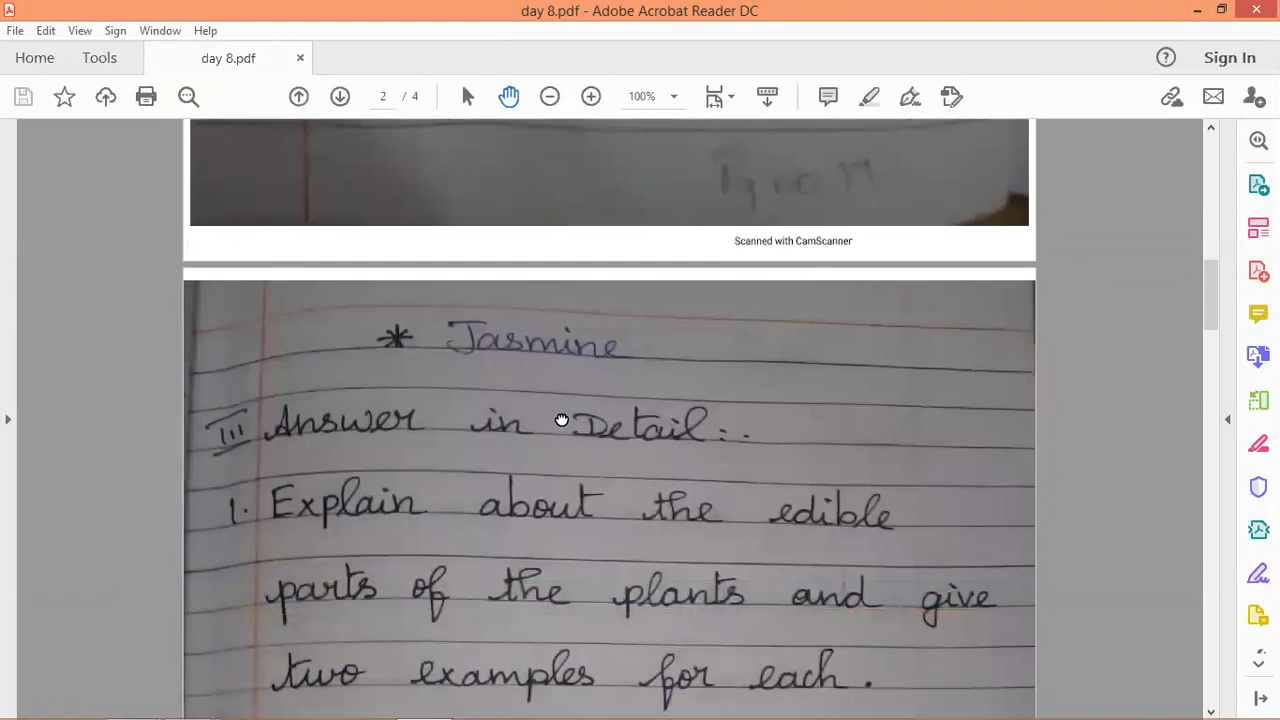 day 8.pdf - Adobe Acrobat Reader DC
File Edit View Sign Window Help
Home Tools day 8.pdf × ? Sign In
2 / 4 100%
Scanned with CamScanner
* Jasmine
III Answer in Detail:.
1. Explain about the edible
parts of the plants and give
two examples for each.